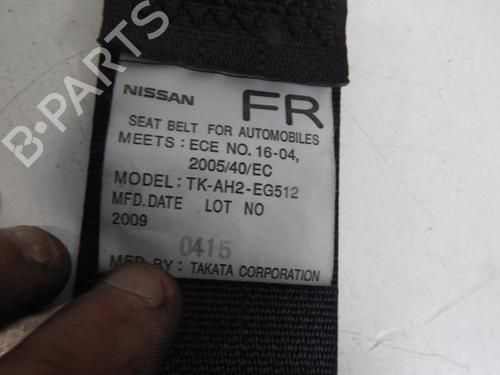 NISSAN FR
SEAT BELT FOR AUTOMOBILES
MEETS: ECE NO. 16-04,
2005/40/EC
MODEL: TK-AH2-EG512
MFD.DATE LOT NO
2009
0415
MFD BY: TAKATA CORPORATION
B-PARTS